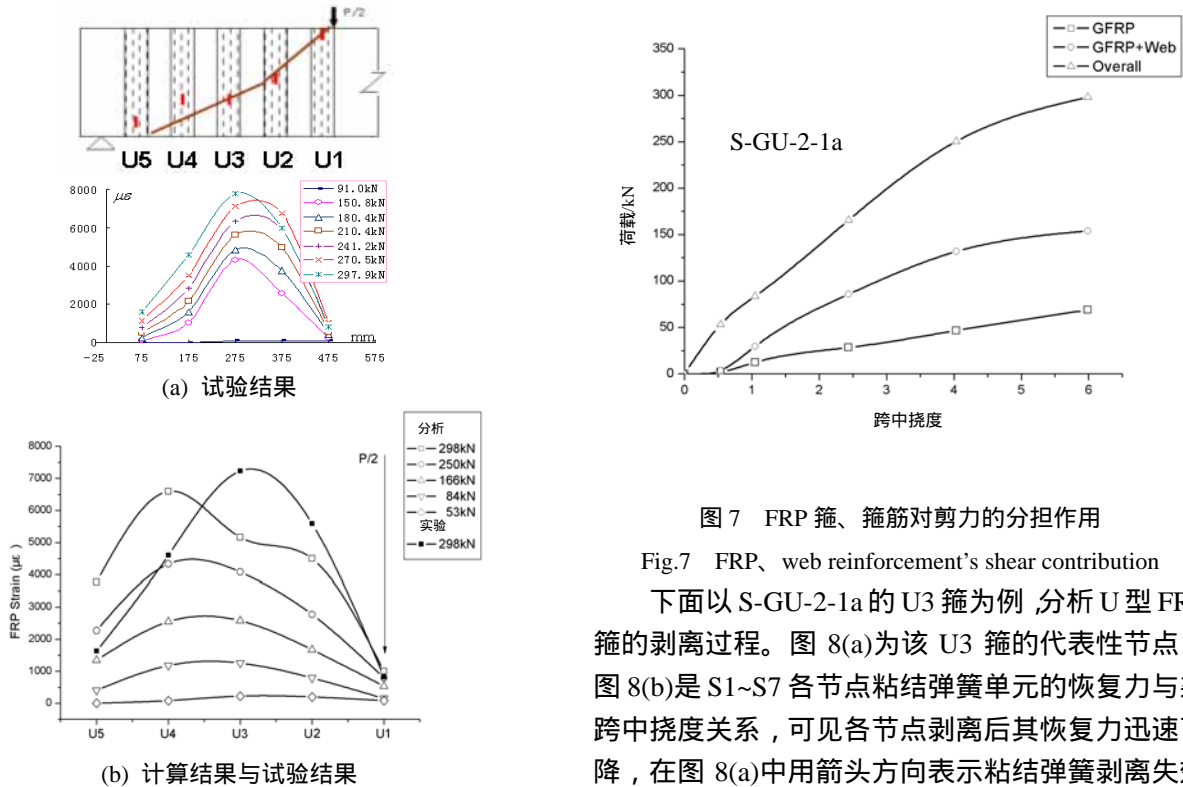 P/2
U5 U4 U3 U2 U1
με
8000
6000
4000
2000
0
-25 75 175 275 375 475 575
mm
91.0kN
150.8kN
180.4kN
210.4kN
241.2kN
270.5kN
297.9kN
(a) 试验结果
FRP Strain (με )
8000
7000
6000
5000
4000
3000
2000
1000
0
U5 U4 U3 U2 U1
P/2
分析
298kN
250kN
166kN
84kN
53kN
实验
298kN
(b) 计算结果与试验结果
GFRP
GFRP+Web
Overall
S-GU-2-1a
荷载/kN
350
300
250
200
150
100
50
0
0 1 2 3 4 5 6
跨中挠度
图 7 FRP 箍、箍筋对剪力的分担作用
Fig.7 FRP、web reinforcement's shear contribution
下面以 S-GU-2-1a 的 U3 箍为例 ,分析 U 型 FR
箍的剥离过程。图 8(a)为该 U3 箍的代表性节点
图 8(b)是 S1~S7 各节点粘结弹簧单元的恢复力与
跨中挠度关系，可见各节点剥离后其恢复力迅速
降，在图 8(a)中用箭头方向表示粘结弹簧剥离失